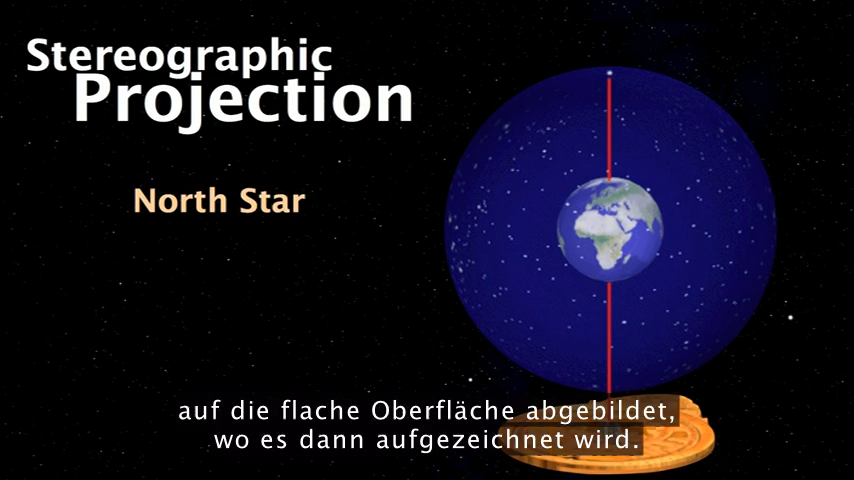 Stereographic
Projection
North Star
auf die flache Oberfläche abgebildet,
wo es dann aufgezeichnet wird.